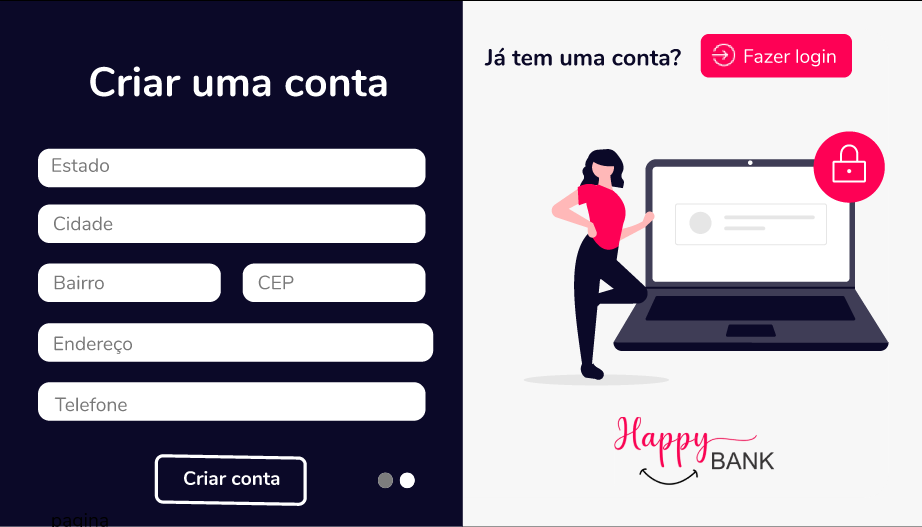 Criar uma conta
Estado
Cidade
Bairro
CEP
Endereço
Telefone
Criar conta
pagina
Já tem uma conta?
Fazer login
Happy
BANK